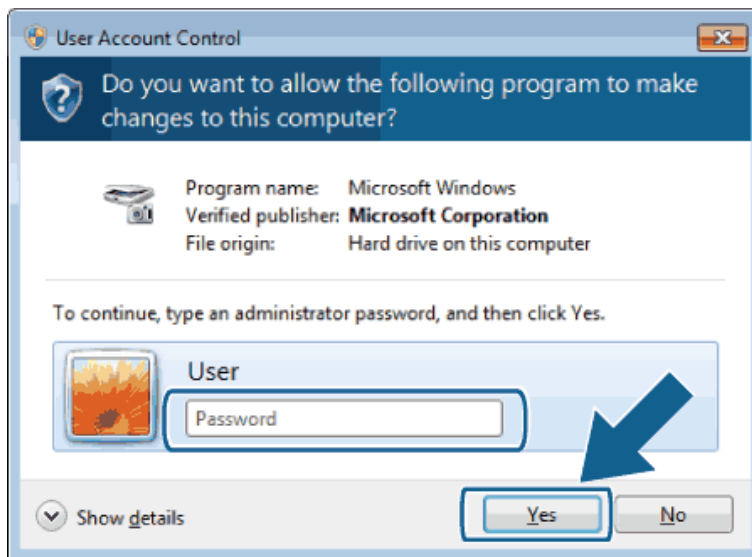 User Account Control
Do you want to allow the following program to make
changes to this computer?
Program name: Microsoft Windows
Verified publisher: Microsoft Corporation
File origin: Hard drive on this computer
To continue, type an administrator password, and then click Yes.
User
Password
Show details Yes No